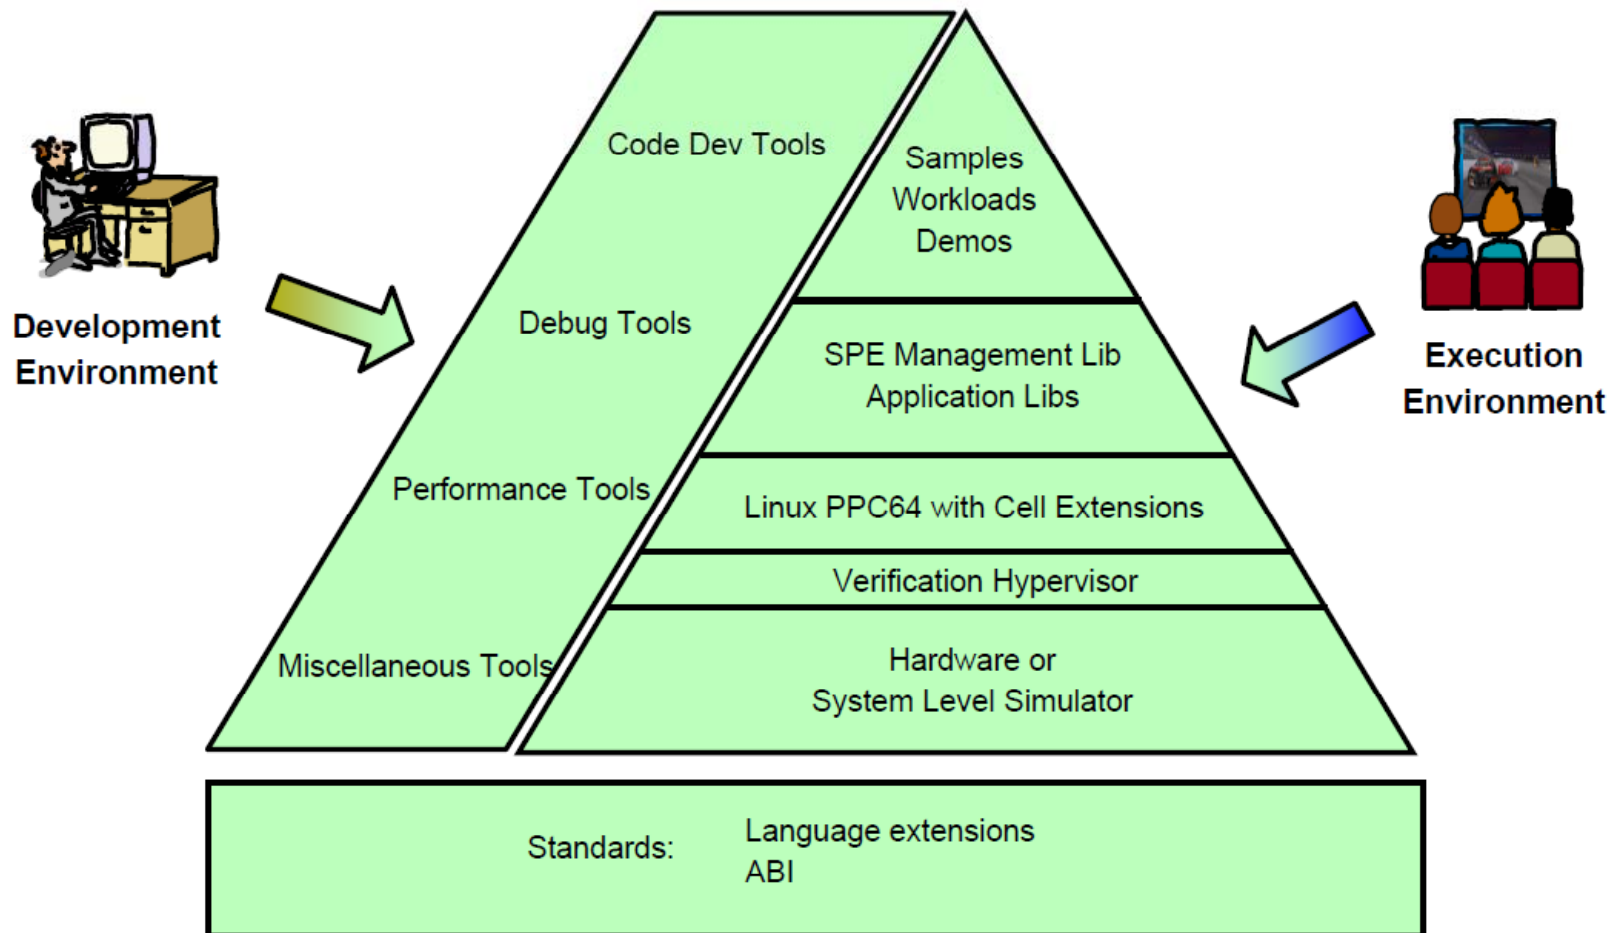 Code Dev Tools
Samples
Workloads
Demos
Development
Environment
Debug Tools
SPE Management Lib
Application Libs
Execution
Environment
Performance Tools
Linux PPC64 with Cell Extensions
Verification Hypervisor
Miscellaneous Tools
Hardware or
System Level Simulator
Standards:
Language extensions
ABI